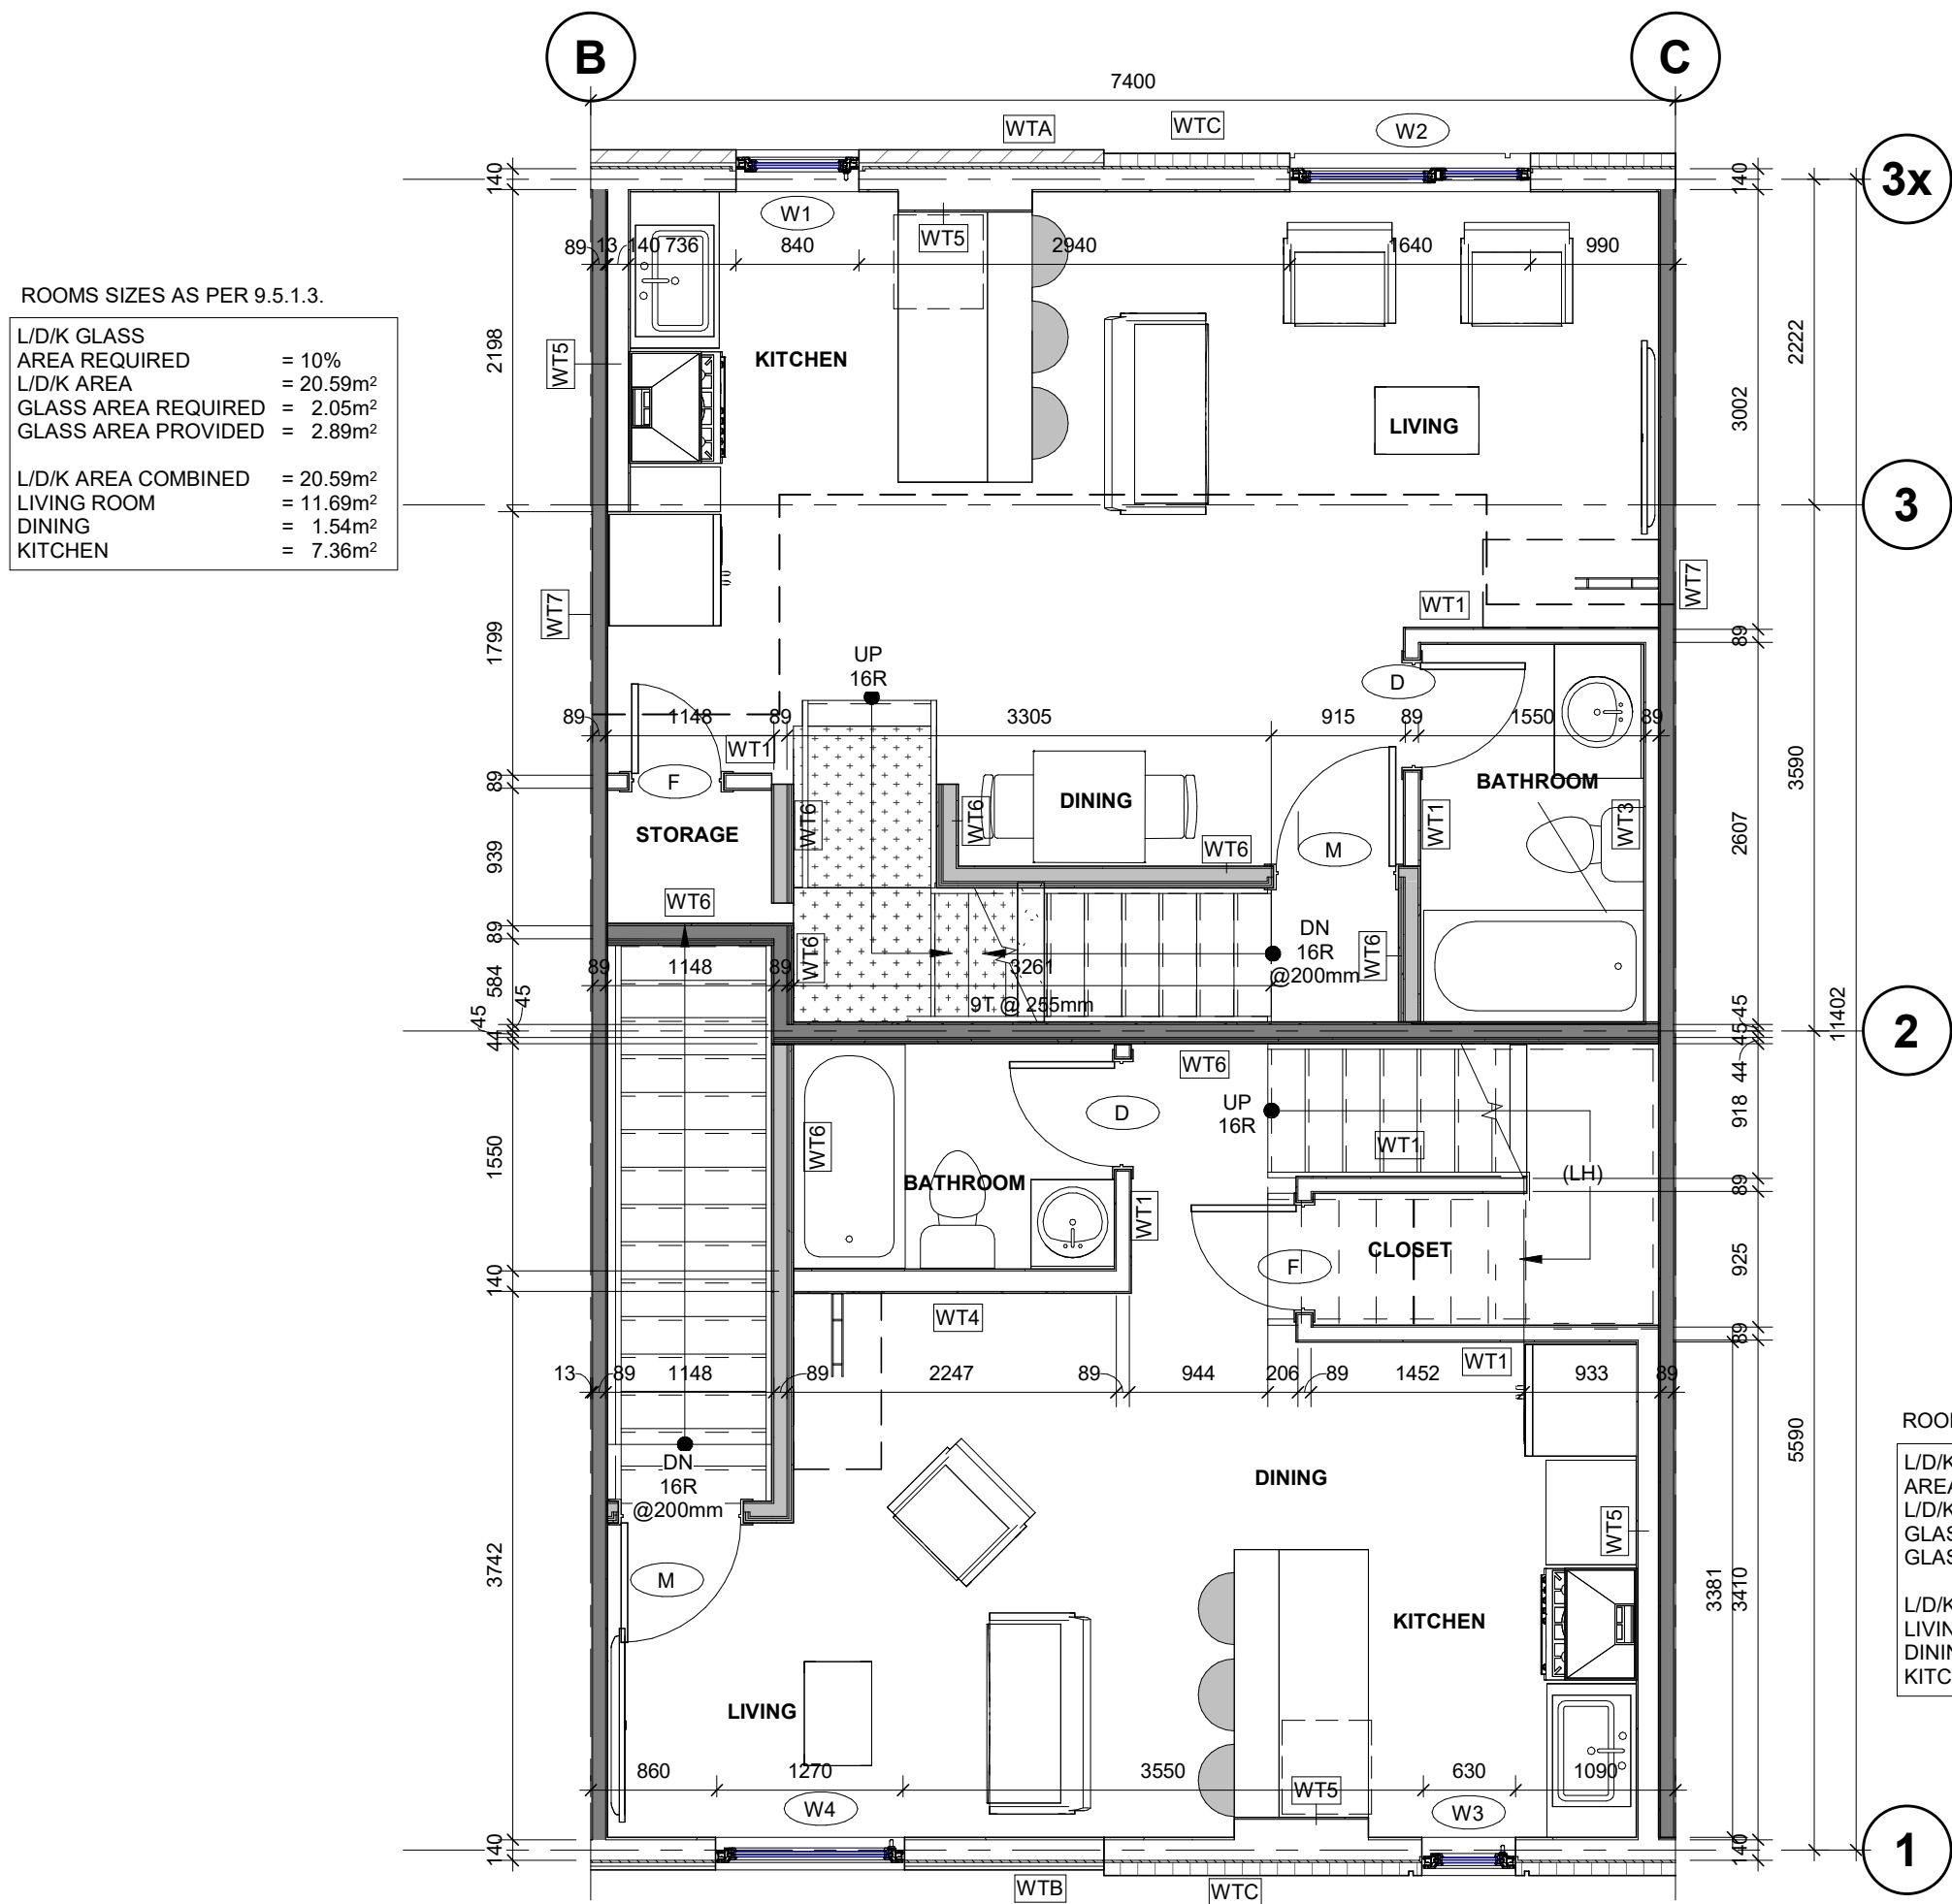 B
C
7400
WTA
WTC
W2
3x
140
140
W1
WT5
89
13
140
736
840
2940
1640
990
ROOMS SIZES AS PER 9.5.1.3.
L/D/K GLASS
AREA REQUIRED = 10%
L/D/K AREA = 20.59m²
GLASS AREA REQUIRED = 2.05m²
GLASS AREA PROVIDED = 2.89m²
L/D/K AREA COMBINED = 20.59m²
LIVING ROOM = 11.69m²
DINING = 1.54m²
KITCHEN = 7.36m²
2198
WT5
KITCHEN
LIVING
2222
3002
3
WT7
WT1
WT7
1799
UP
16R
89
D
89
1148
89
3305
915
89
1550
89
WT1
89
F
STORAGE
WT6
WT6
DINING
WT6
M
WT1
BATHROOM
WT3
3590
2607
939
WT6
89
WT6
DN
16R
@200mm
WT6
89
1148
89
3261
584
45
9T @ 255mm
45
44
45
45
44
11402
2
WT6
UP
16R
D
WT6
WT1
918
1550
BATHROOM
WT1
(LH)
89
CLOSET
F
925
140
WT4
89
13
89
1148
89
2247
89
944
206
89
1452
WT1
933
89
5590
DN
16R
@200mm
DINING
WT5
3742
M
3381
3410
KITCHEN
LIVING
860
1270
3550
630
1090
W4
WT5
W3
140
140
1
WTB
WTC
ROOI
L/D/K
AREA
L/D/K
GLAS
GLAS
L/D/K
LIVIN
DININ
KITC